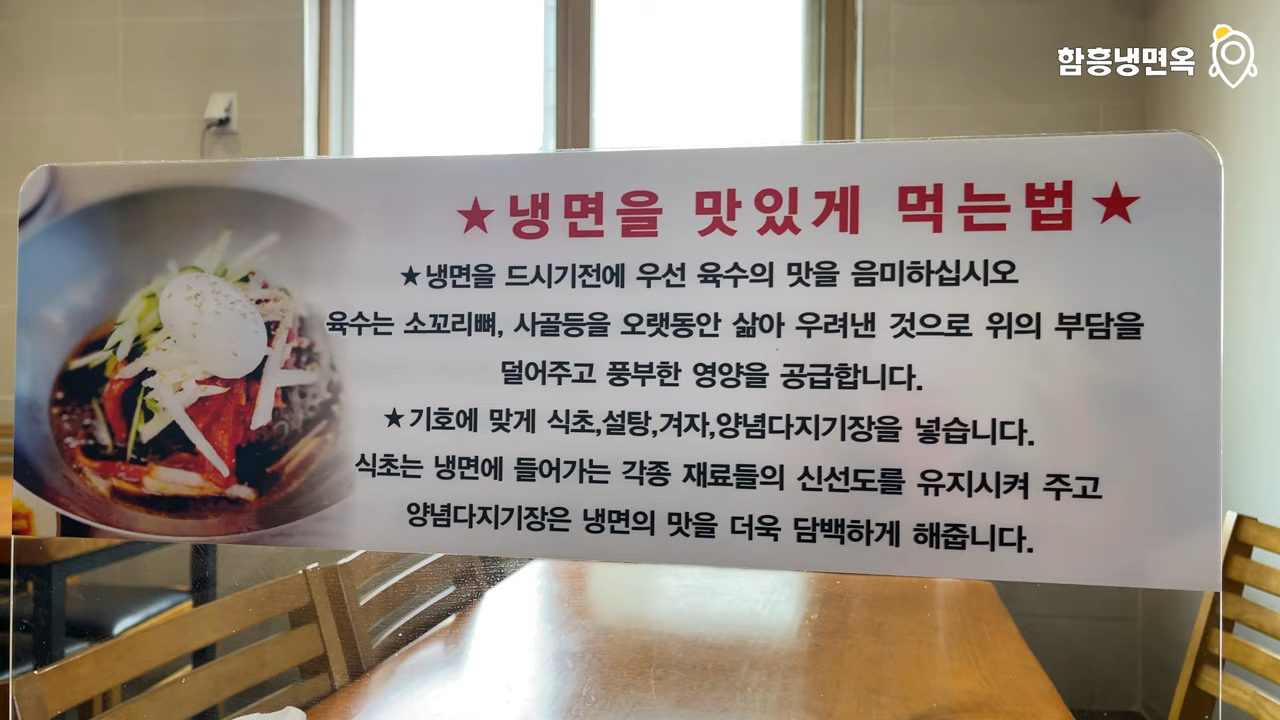 함흥냉면옥
★냉면을 맛있게 먹는법★
★냉면을 드시기전에 우선 육수의 맛을 음미하십시오
육수는 소꼬리뼈, 사골등을 오랫동안 삶아 우려낸 것으로 위의 부담을
덜어주고 풍부한 영양을 공급합니다.
★기호에 맞게 식초,설탕,겨자,양념다지기장을 넣습니다.
식초는 냉면에 들어가는 각종 재료들의 신선도를 유지시켜 주고
양념다지기장은 냉면의 맛을 더욱 담백하게 해줍니다.